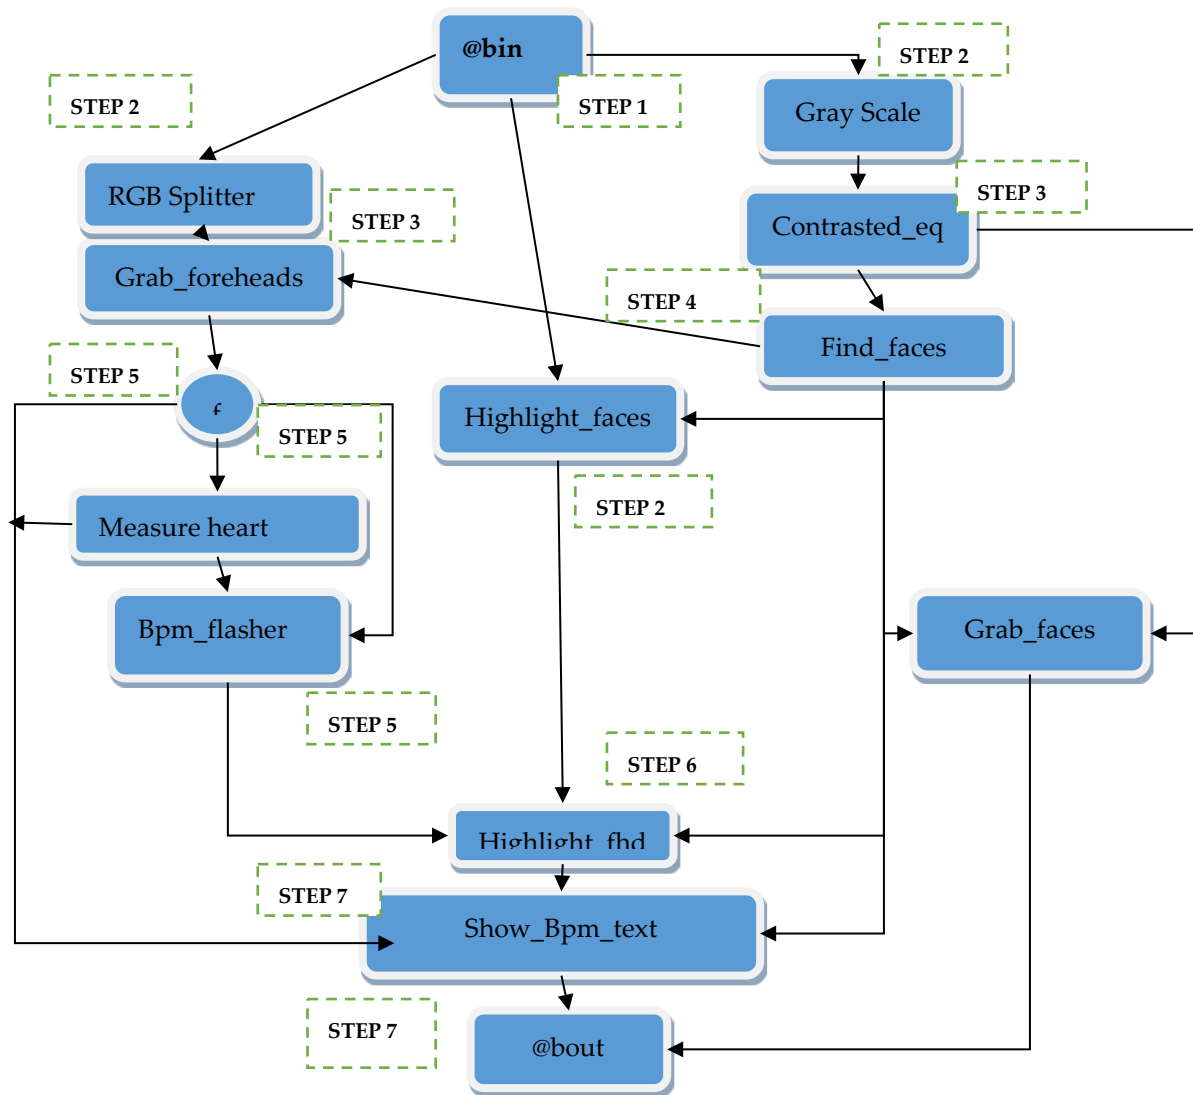 @bin
STEP 2
STEP 2
STEP 1
Gray Scale
RGB Splitter
STEP 3
STEP 3
Contrasted_eq
Grab_foreheads
STEP 4
Find_faces
STEP 5
Highlight_faces
STEP 5
STEP 2
Measure heart
Bpm_flasher
Grab_faces
STEP 5
STEP 6
Highlight_fhd
STEP 7
Show_Bpm_text
STEP 7
@bout